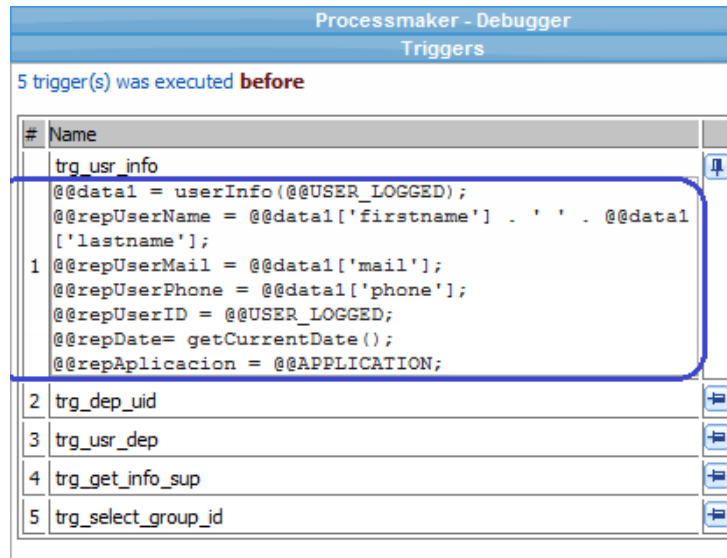 Processmaker - Debugger
Triggers
5 trigger(s) was executed before
# Name
trg_usr_info
@@data1 = userInfo(@@USER_LOGGED);
@@repUserName = @@data1['firstname'] . ' ' . @@data1
['lastname'];
1 @@repUserMail = @@data1['mail'];
@@repUserPhone = @@data1['phone'];
@@repUserID = @@USER_LOGGED;
@@repDate= getCurrentDate();
@@repAplicacion = @@APPLICATION;
2 trg_dep_uid
3 trg_usr_dep
4 trg_get_info_sup
5 trg_select_group_id